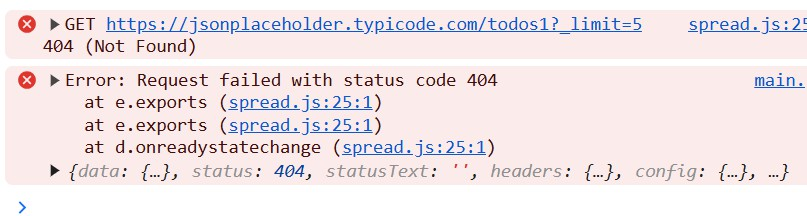 GET https://jsonplaceholder.typicode.com/todos1?_limit=5 spread.js:25
404 (Not Found)
Error: Request failed with status code 404 main.
at e.exports (spread.js:25:1)
at e.exports (spread.js:25:1)
at d.onreadystatechange (spread.js:25:1)
{data: {…}, status: 404, statusText: '', headers: {…}, config: {…}, …}